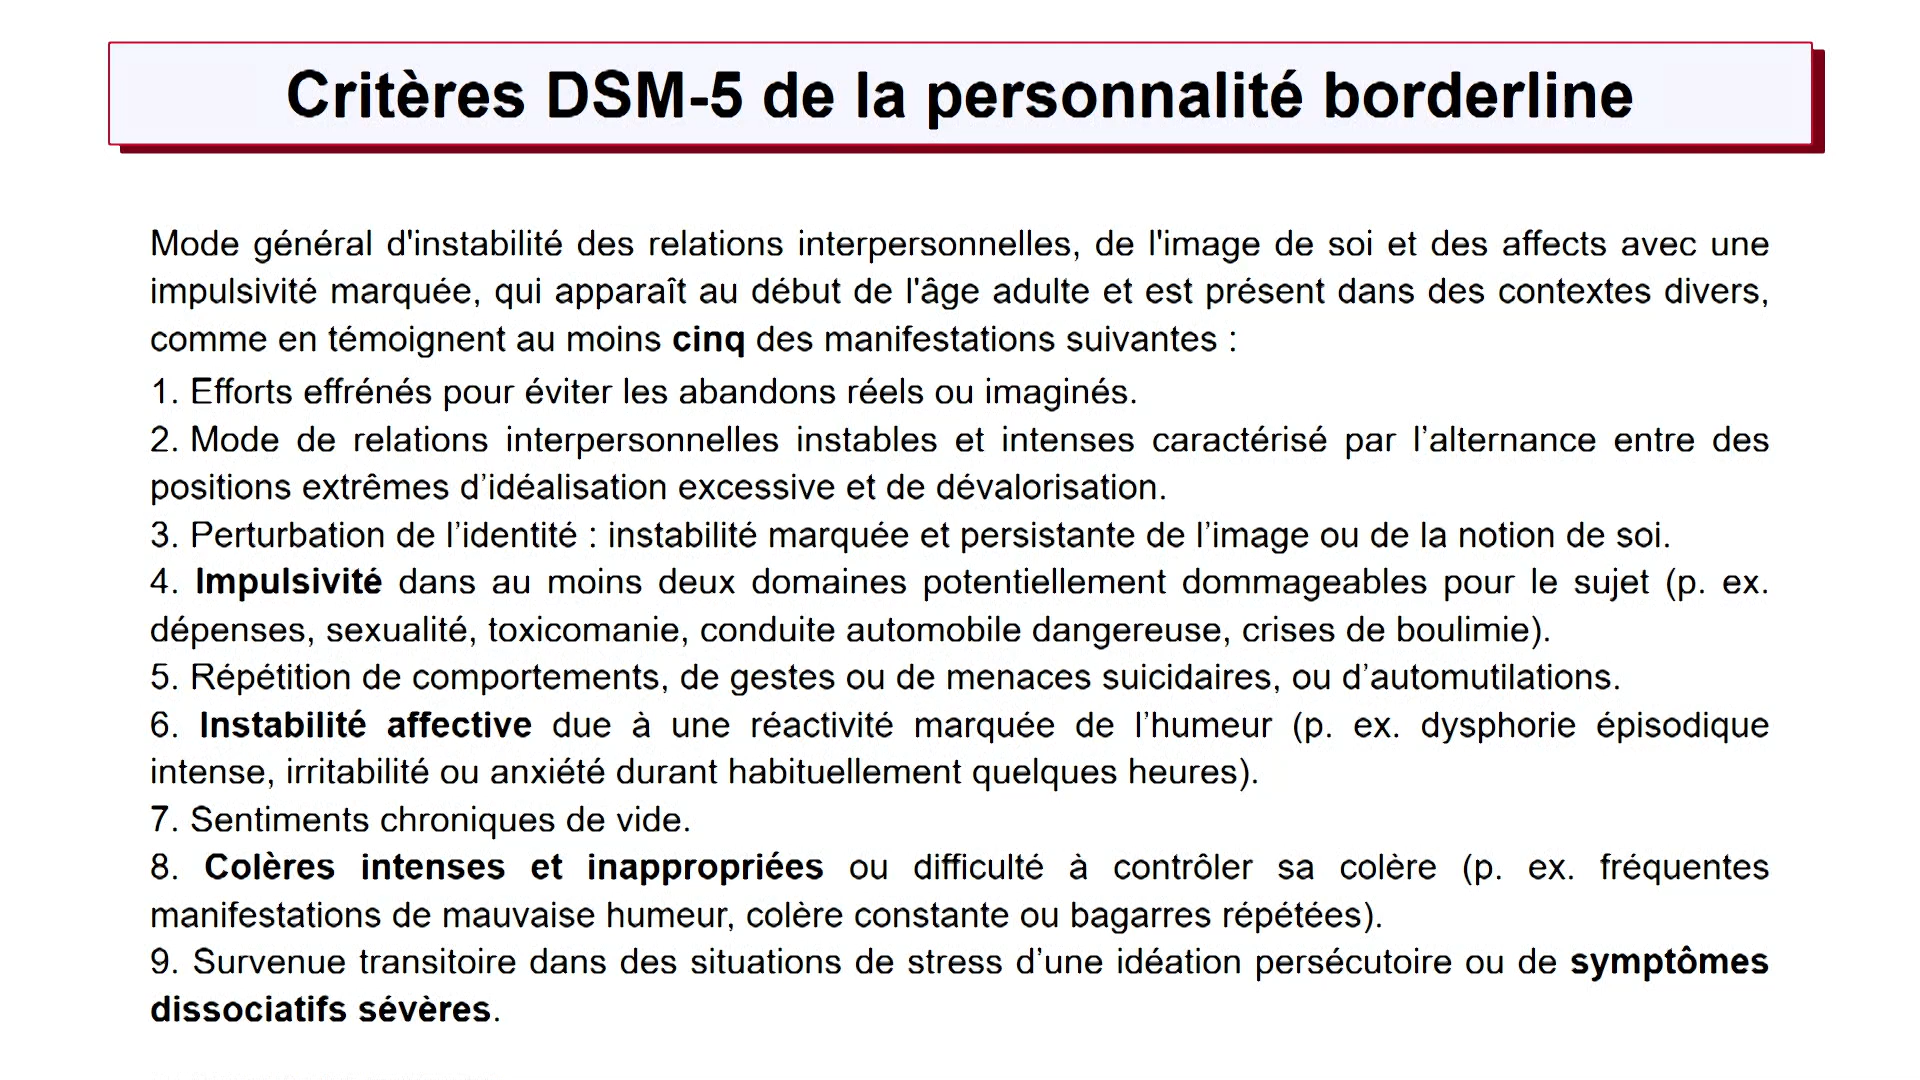 Critères DSM-5 de la personnalité borderline
Mode général d'instabilité des relations interpersonnelles, de l'image de soi et des affects avec une
impulsivité marquée, qui apparaît au début de l'âge adulte et est présent dans des contextes divers,
comme en témoignent au moins cinq des manifestations suivantes :
1. Efforts effrénés pour éviter les abandons réels ou imaginés.
2. Mode de relations interpersonnelles instables et intenses caractérisé par l’alternance entre des
positions extrêmes d’idéalisation excessive et de dévalorisation.
3. Perturbation de l’identité : instabilité marquée et persistante de l’image ou de la notion de soi.
4. Impulsivité dans au moins deux domaines potentiellement dommageables pour le sujet (p. ex.
dépenses, sexualité, toxicomanie, conduite automobile dangereuse, crises de boulimie).
5. Répétition de comportements, de gestes ou de menaces suicidaires, ou d’automutilations.
6. Instabilité affective due à une réactivité marquée de l’humeur (p. ex. dysphorie épisodique
intense, irritabilité ou anxiété durant habituellement quelques heures).
7. Sentiments chroniques de vide.
8. Colères intenses et inappropriées ou difficulté à contrôler sa colère (p. ex. fréquentes
manifestations de mauvaise humeur, colère constante ou bagarres répétées).
9. Survenue transitoire dans des situations de stress d’une idéation persécutoire ou de symptômes
dissociatifs sévères.